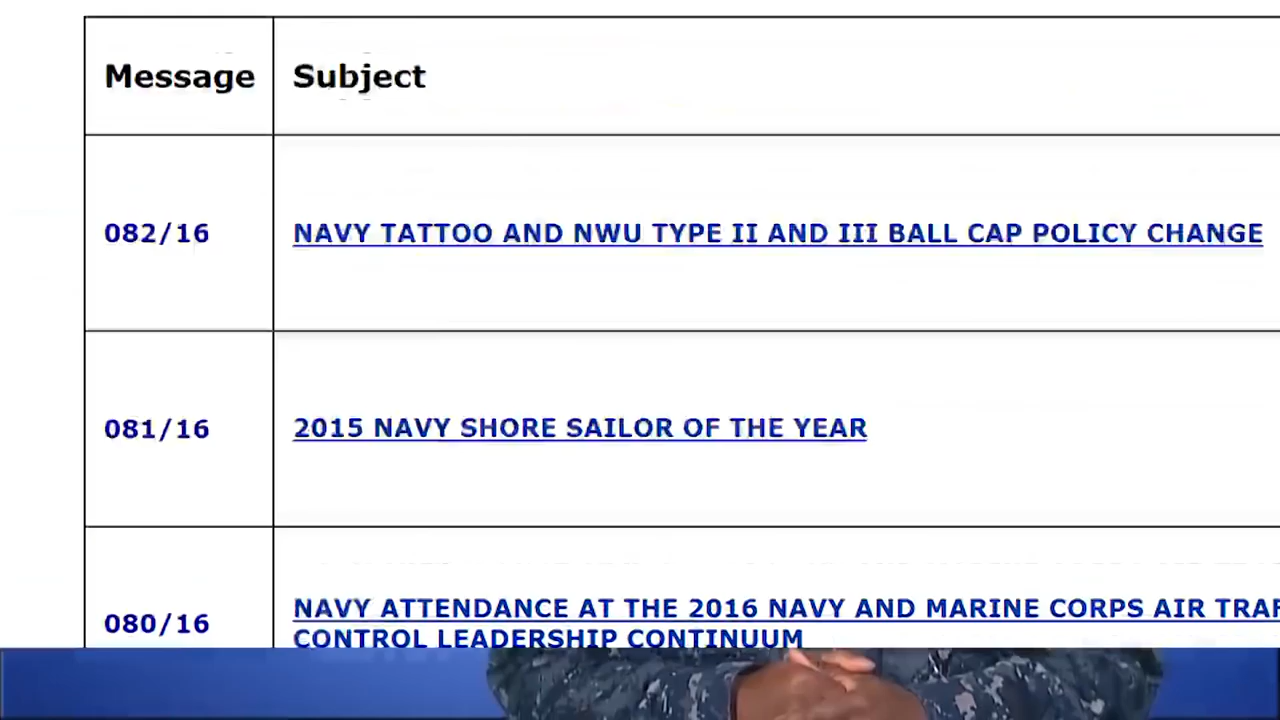 Message Subject
082/16 NAVY TATTOO AND NWU TYPE II AND III BALL CAP POLICY CHANGE
081/16 2015 NAVY SHORE SAILOR OF THE YEAR
080/16 NAVY ATTENDANCE AT THE 2016 NAVY AND MARINE CORPS AIR
CONTROL LEADERSHIP CONTINUUM